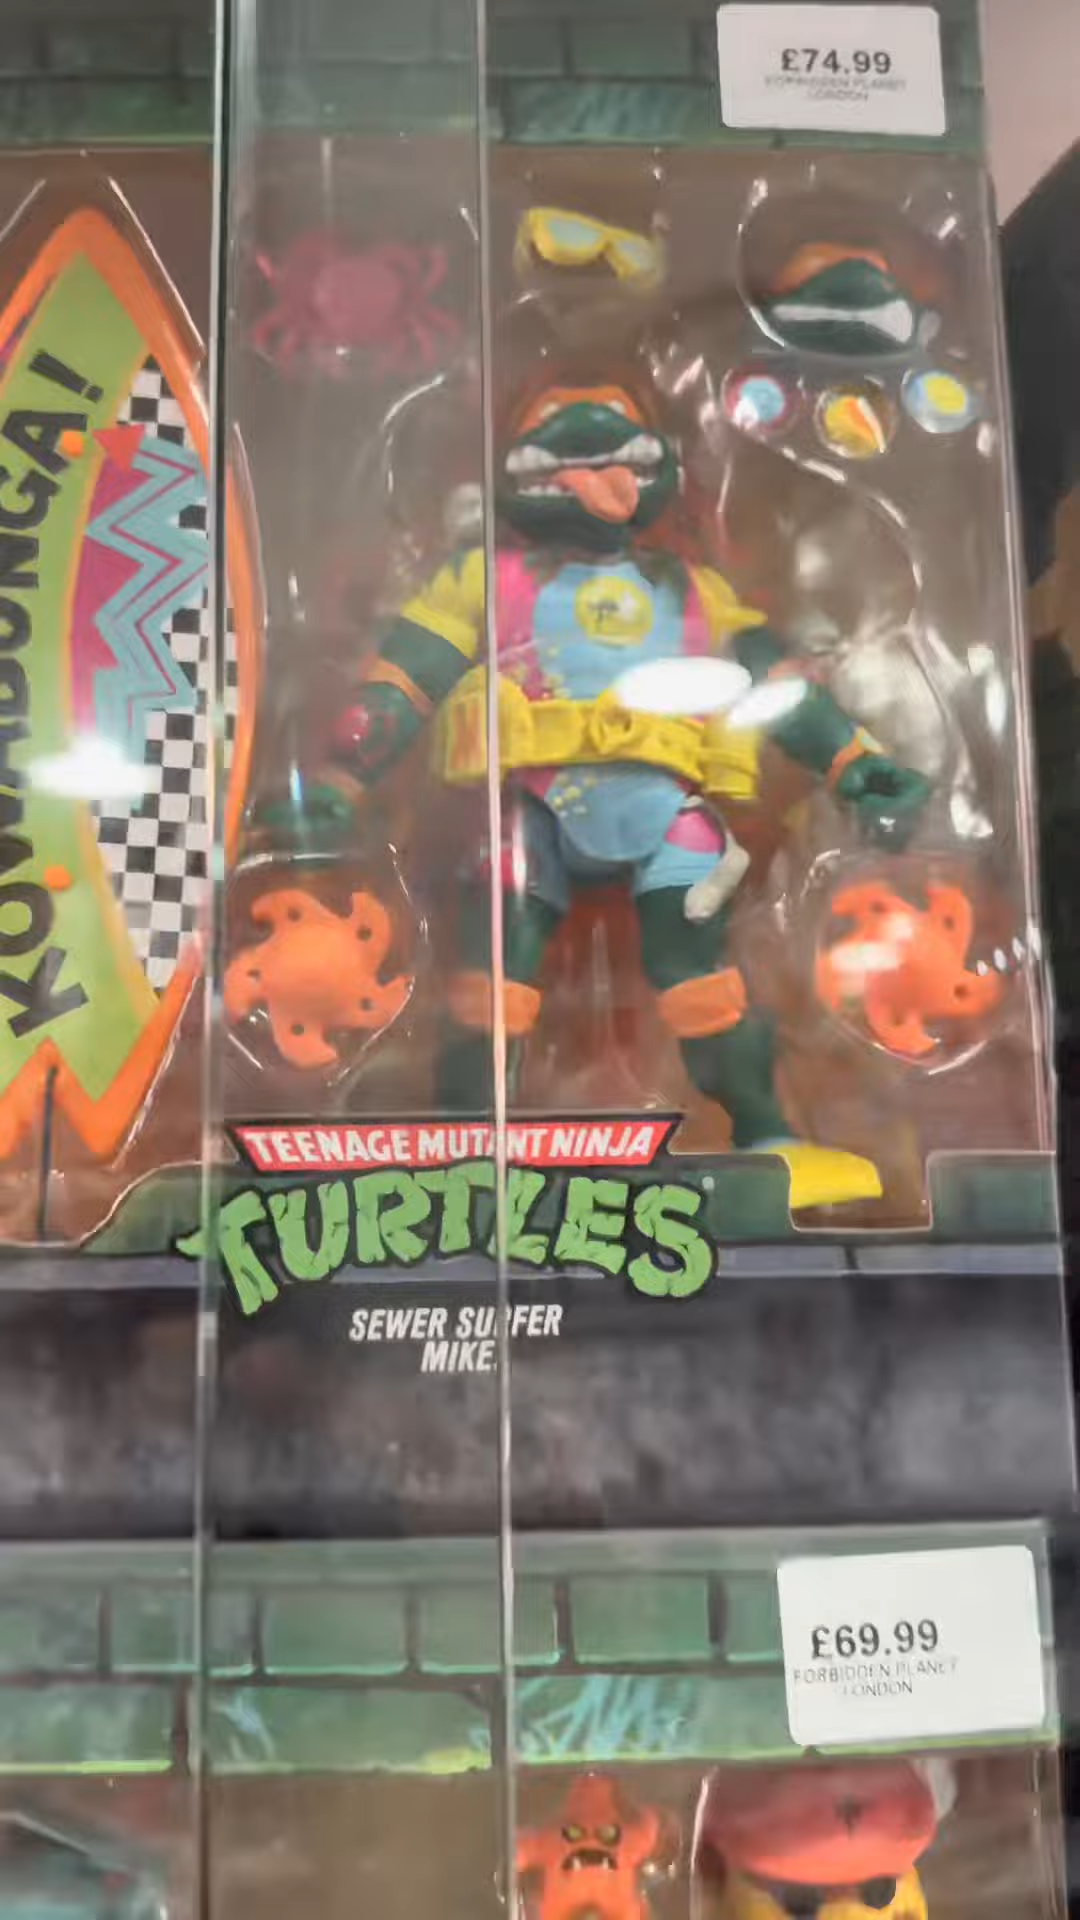 £74.99
FORBIDDEN PLANET
LONDON
KOWABUNGA!
TEENAGE MUTANT NINJA
TURTLES
SEWER SURFER
MIKE
£69.99
FORBIDDEN PLANET
LONDON